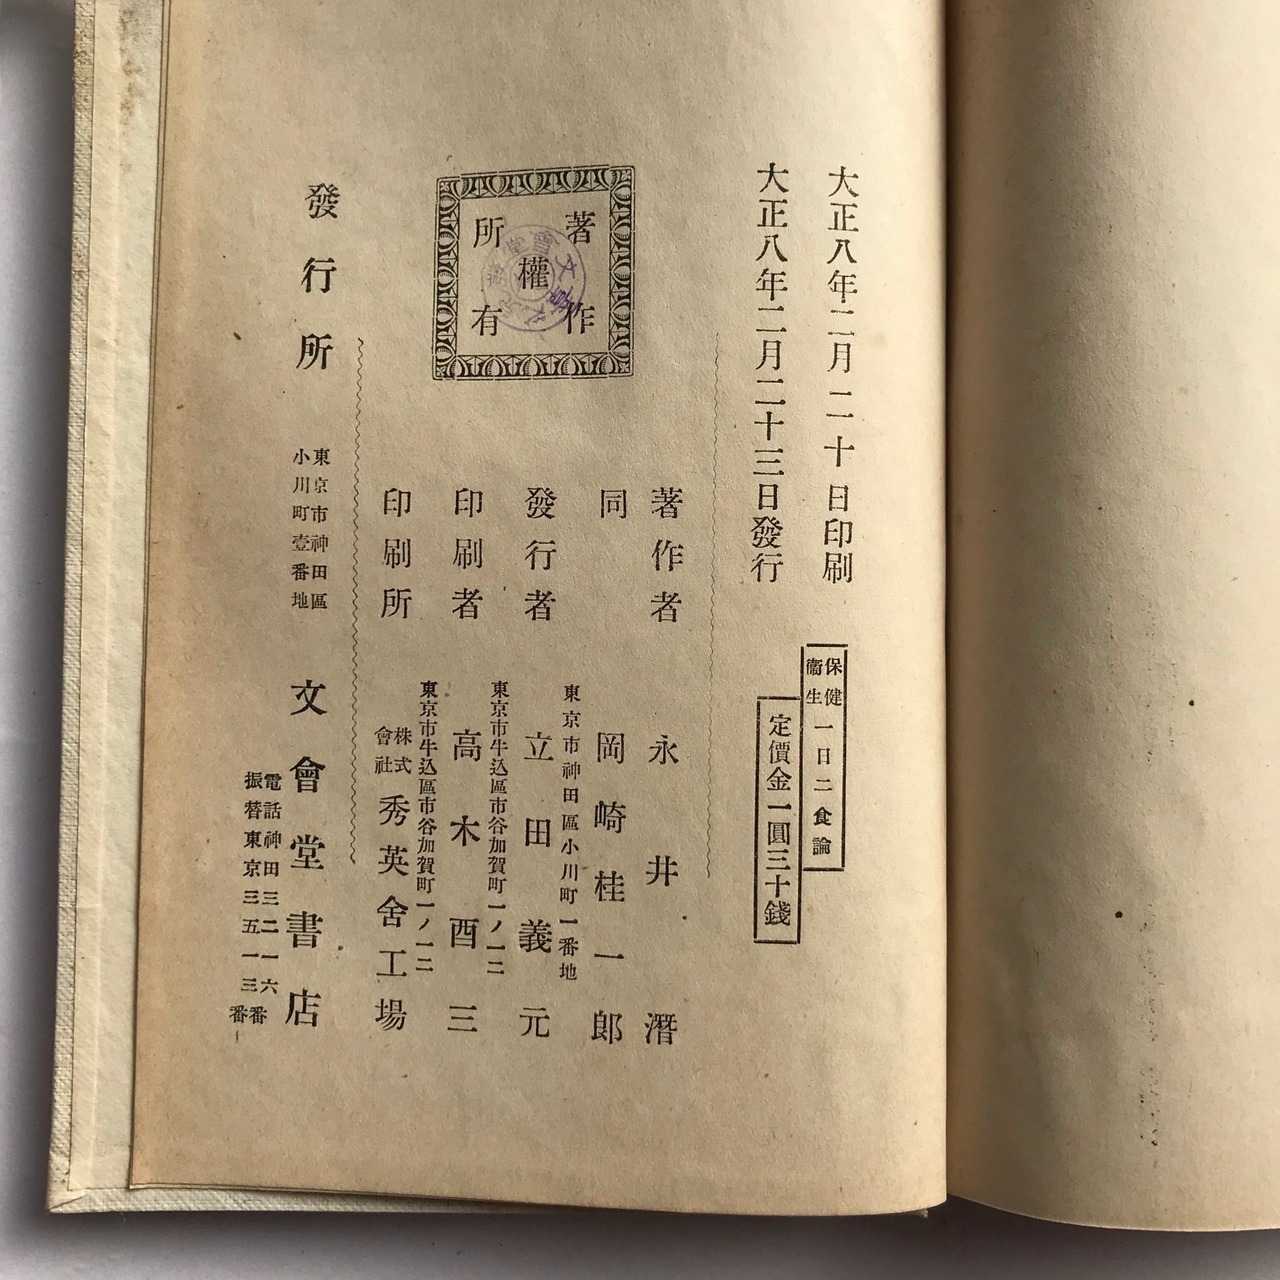 大正八年二月二十日印刷
大正八年二月二十三日發行
保健
衞生
一日二食論
定價金一圓三十錢
著作
權
所有
著作者 永井潛
同 岡崎桂一郎
東京市神田區小川町一番地
發行者 立田義元
東京市牛込區市谷加賀町一ノ一二
印刷者 高木酉三
東京市牛込區市谷加賀町一ノ一二
印刷所 株式會社 秀英舍工場
發行所
東京市神田區
小川町壹番地
文會堂書店
電話神田三二一六番
振替東京三五一三番